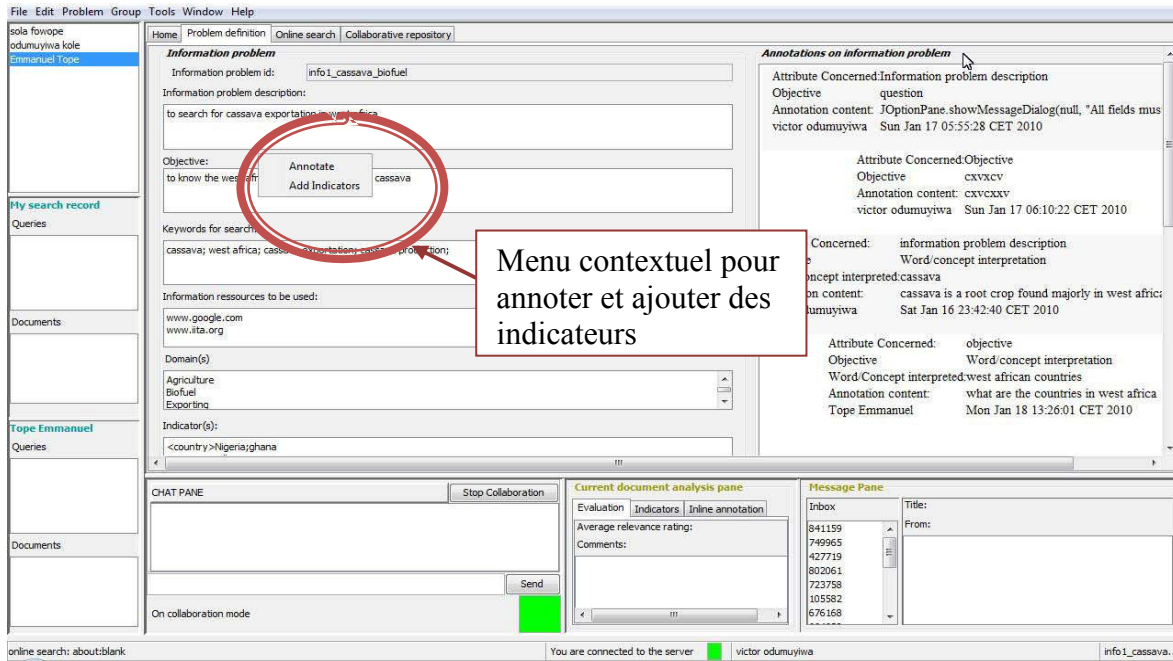 File Edit Problem Group Tools Window Help
sola fowope
odumuyiwa kole
Emmanuel Tope
My search record
Queries
Documents
Tope Emmanuel
Queries
Documents
Home Problem definition Online search Collaborative repository
Information problem
Information problem id: info1_cassava_biofuel
Information problem description:
to search for cassava exportation in west africa
Objective:
to know the west afr cassava
Annotate
Add Indicators
Keywords for search:
cassava; west africa; cassava exportation; cassava production;
Information ressources to be used:
www.google.com
www.iita.org
Domain(s)
Agriculture
Biofuel
Exporting
Indicator(s):
<country>Nigeria;ghana
Menu contextuel pour
annoter et ajouter des
indicateurs
Annotations on information problem
Attribute Concerned:Information problem description
Objective question
Annotation content: JOptionPane.showMessageDialog(null, "All fields mus
victor odumuyiwa Sun Jan 17 05:55:28 CET 2010
Attribute Concerned:Objective
Objective cxvxcv
Annotation content: cxvcxxv
victor odumuyiwa Sun Jan 17 06:10:22 CET 2010
Concerned: information problem description
Word/concept interpretation
oncept interpreted:cassava
on content: cassava is a root crop found majorly in west africa
umuyiwa Sat Jan 16 23:42:40 CET 2010
Attribute Concerned: objective
Objective Word/concept interpretation
Word/Concept interpreted:west african countries
Annotation content: what are the countries in west africa
Tope Emmanuel Mon Jan 18 13:26:01 CET 2010
CHAT PANE Stop Collaboration
Send
On collaboration mode
Current document analysis pane
Evaluation Indicators Inline annotation
Average relevance rating:
Comments:
Message Pane
Inbox
841159
749965
427719
802061
723758
105582
676168
Title:
From:
online search: about:blank You are connected to the server victor odumuyiwa info1_cassava.